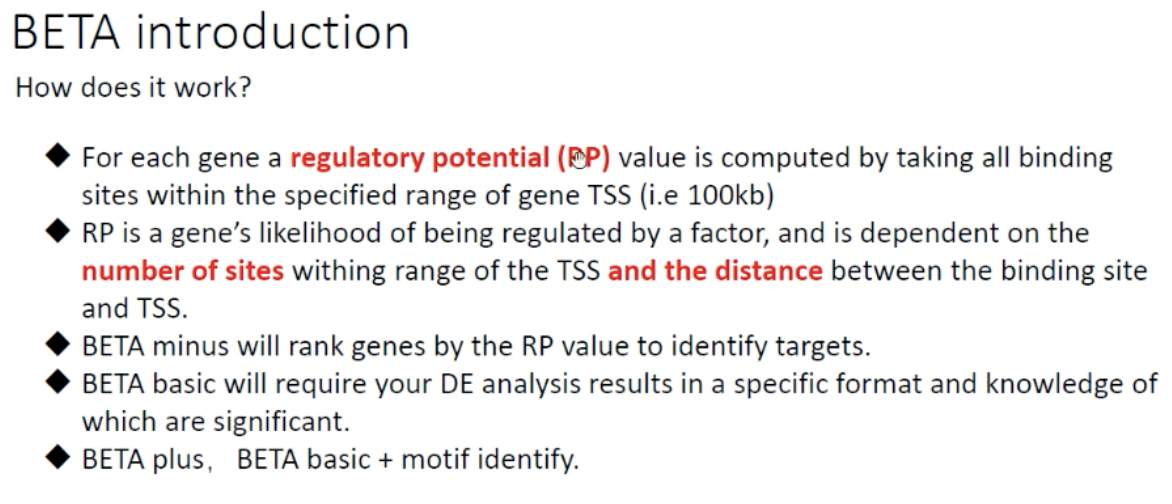 BETA introduction
How does it work?
◆ For each gene a regulatory potential (RP) value is computed by taking all binding
sites within the specified range of gene TSS (i.e 100kb)
◆ RP is a gene’s likelihood of being regulated by a factor, and is dependent on the
number of sites withing range of the TSS and the distance between the binding site
and TSS.
◆ BETA minus will rank genes by the RP value to identify targets.
◆ BETA basic will require your DE analysis results in a specific format and knowledge of
which are significant.
◆ BETA plus， BETA basic + motif identify.